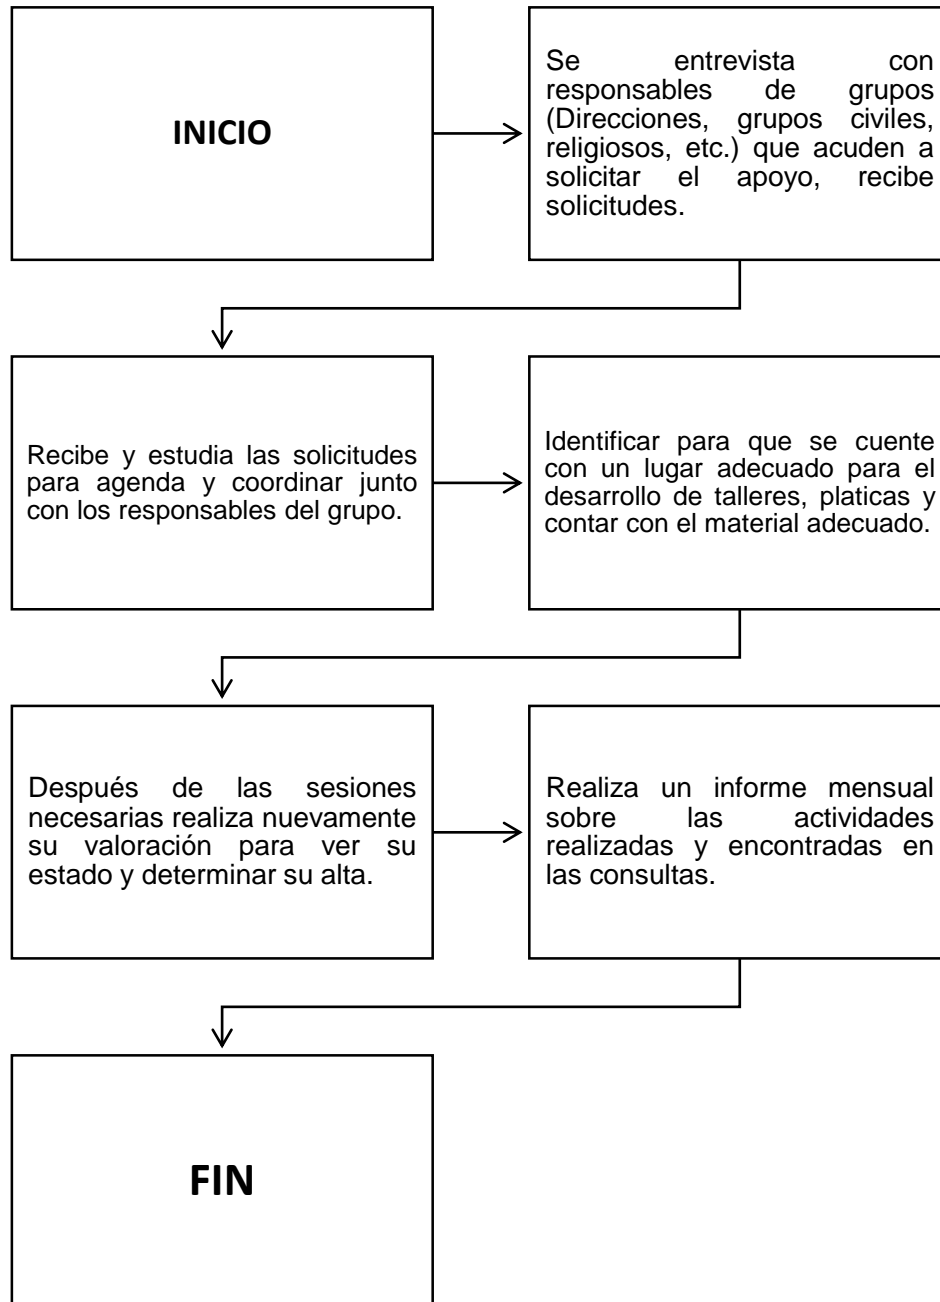 INICIO
Se entrevista con
responsables de grupos
(Direcciones, grupos civiles,
religiosos, etc.) que acuden a
solicitar el apoyo, recibe
solicitudes.
Recibe y estudia las solicitudes
para agenda y coordinar junto
con los responsables del grupo.
Identificar para que se cuente
con un lugar adecuado para el
desarrollo de talleres, platicas y
contar con el material adecuado.
Después de las sesiones
necesarias realiza nuevamente
su valoración para ver su
estado y determinar su alta.
Realiza un informe mensual
sobre las actividades
realizadas y encontradas en
las consultas.
FIN